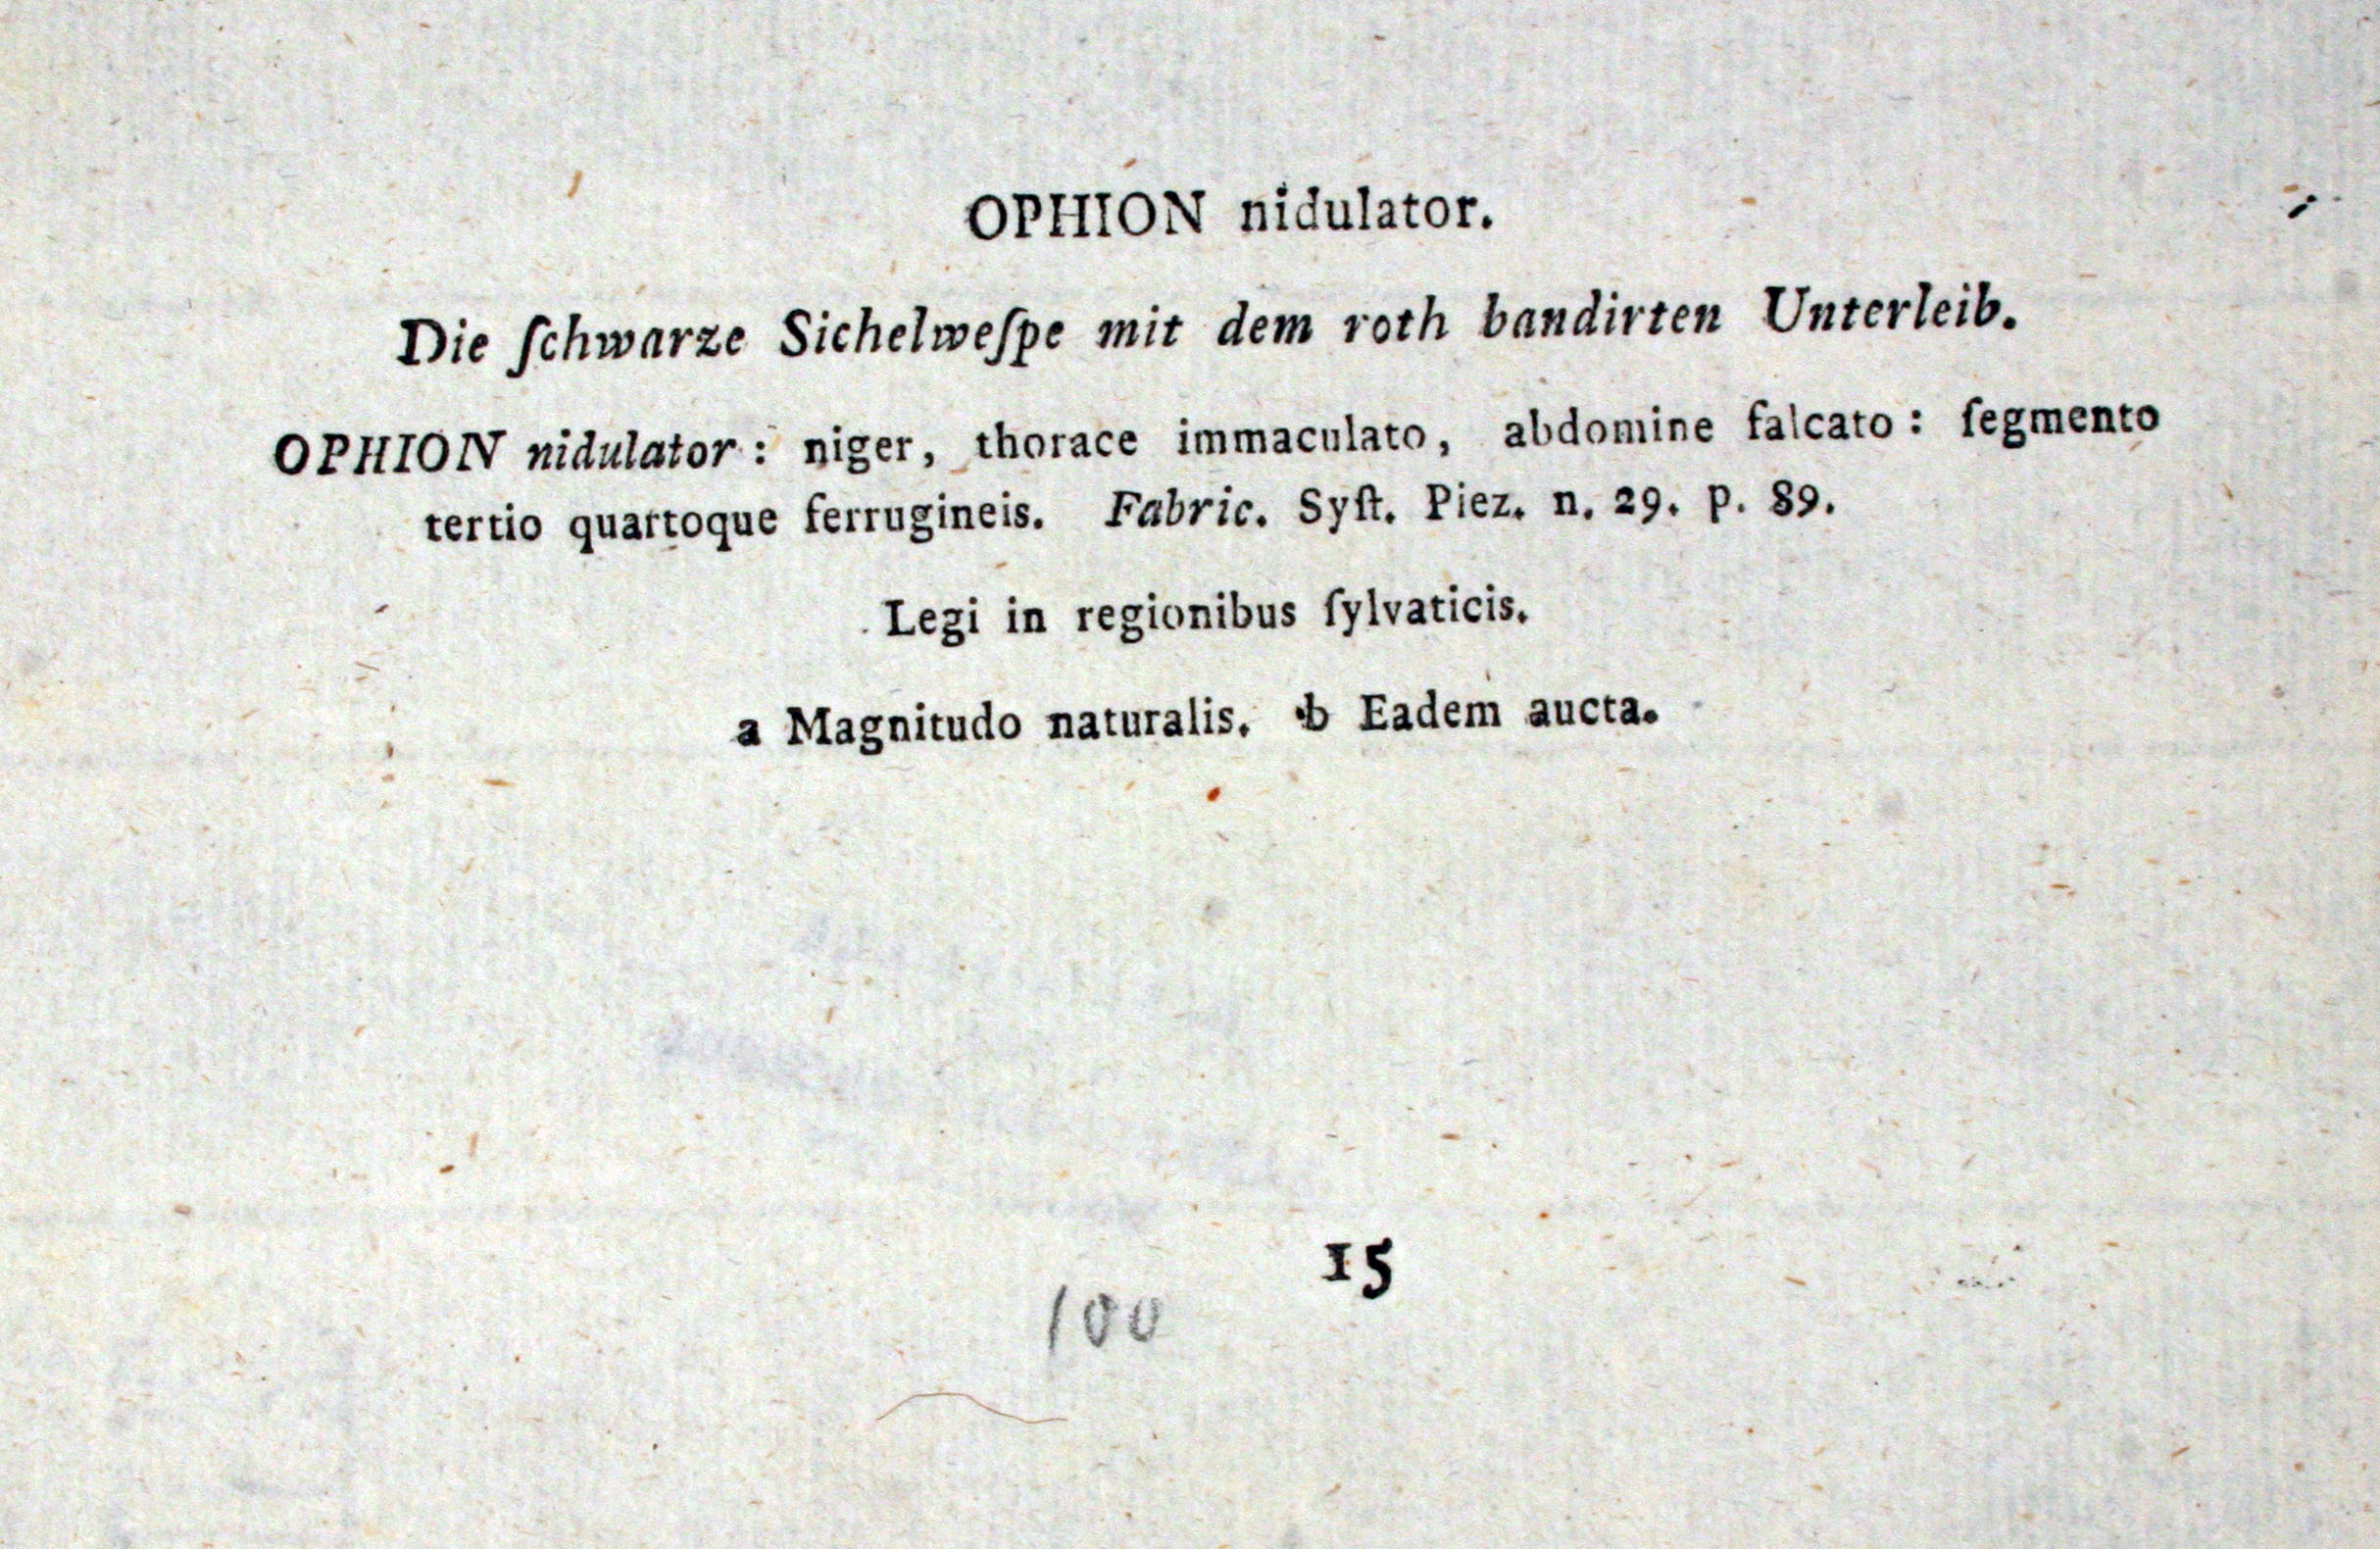 OPHION nidulator.
Die ſchwarze Sichelweſpe mit dem roth bandirten Unterleib.
OPHION nidulator: niger, thorace immaculato, abdomine falcato: ſegmento
tertio quartoque ferrugineis. Fabric. Syſt. Piez. n. 29. p. 89.
Legi in regionibus ſylvaticis.
a Magnitudo naturalis. b Eadem aucta.
15
100